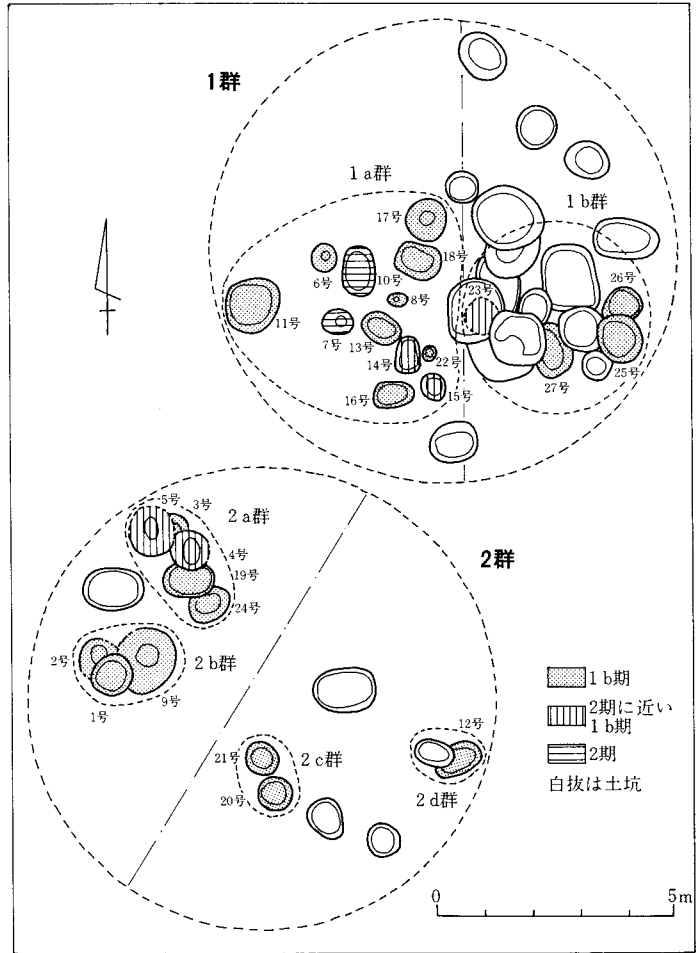 1群
1a群
1b群
17号
18号
6号
10号
8号
23号
26号
11号
7号
13号
14号
22号
16号
15号
27号
25号
5号
3号
2a群
4号
19号
24号
2群
2号
2b群
1号
9号
12号
21号
2c群
20号
2d群
1b期
2期に近い
1b期
2期
白抜は土坑
0
5m